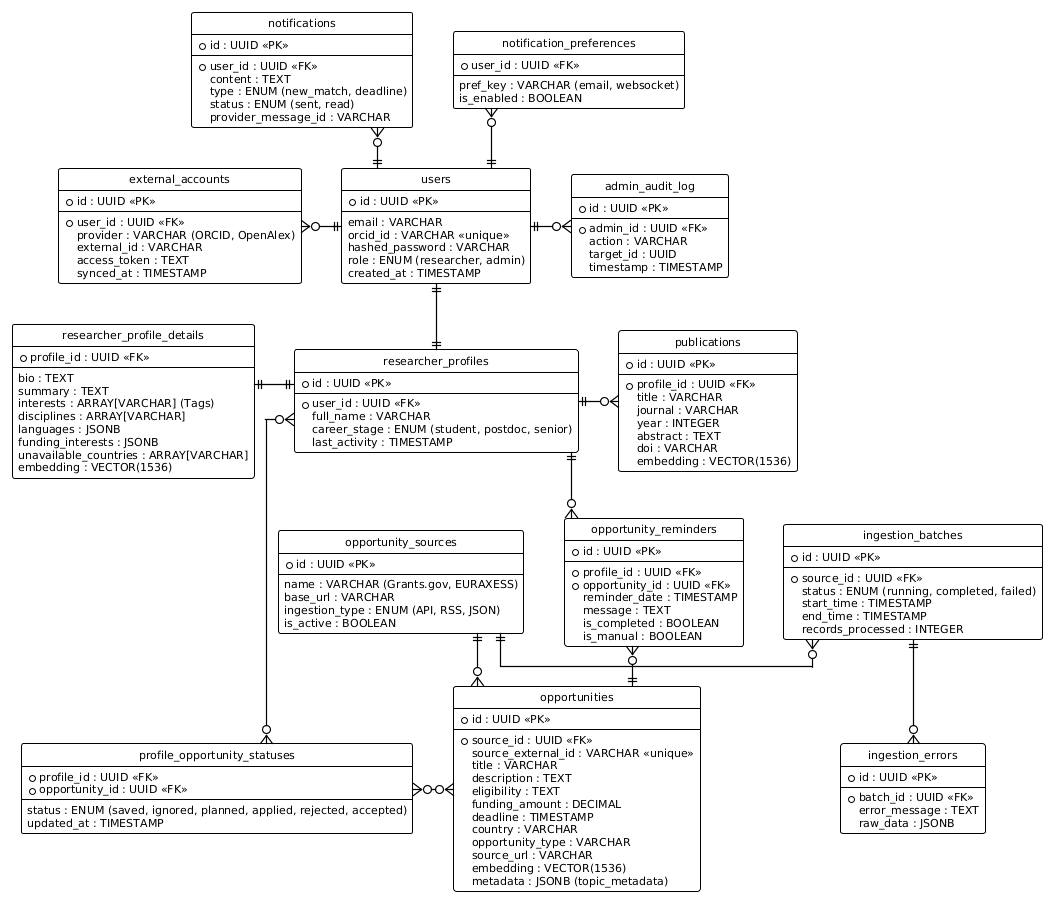 notifications
id : UUID «PK»
user_id : UUID «FK»
content : TEXT
type : ENUM (new_match, deadline)
status : ENUM (sent, read)
provider_message_id : VARCHAR
notification_preferences
user_id : UUID «FK»
pref_key : VARCHAR (email, websocket)
is_enabled : BOOLEAN
external_accounts
id : UUID «PK»
user_id : UUID «FK»
provider : VARCHAR (ORCID, OpenAlex)
external_id : VARCHAR
access_token : TEXT
synced_at : TIMESTAMP
users
id : UUID «PK»
email : VARCHAR
orcid_id : VARCHAR «unique»
hashed_password : VARCHAR
role : ENUM (researcher, admin)
created_at : TIMESTAMP
admin_audit_log
id : UUID «PK»
admin_id : UUID «FK»
action : VARCHAR
target_id : UUID
timestamp : TIMESTAMP
researcher_profile_details
profile_id : UUID «FK»
bio : TEXT
summary : TEXT
interests : ARRAY[VARCHAR] (Tags)
disciplines : ARRAY[VARCHAR]
languages : JSONB
funding_interests : JSONB
unavailable_countries : ARRAY[VARCHAR]
embedding : VECTOR(1536)
researcher_profiles
id : UUID «PK»
user_id : UUID «FK»
full_name : VARCHAR
career_stage : ENUM (student, postdoc, senior)
last_activity : TIMESTAMP
publications
id : UUID «PK»
profile_id : UUID «FK»
title : VARCHAR
journal : VARCHAR
year : INTEGER
abstract : TEXT
doi : VARCHAR
embedding : VECTOR(1536)
opportunity_sources
id : UUID «PK»
name : VARCHAR (Grants.gov, EURAXESS)
base_url : VARCHAR
ingestion_type : ENUM (API, RSS, JSON)
is_active : BOOLEAN
opportunity_reminders
id : UUID «PK»
profile_id : UUID «FK»
opportunity_id : UUID «FK»
reminder_date : TIMESTAMP
message : TEXT
is_completed : BOOLEAN
is_manual : BOOLEAN
ingestion_batches
id : UUID «PK»
source_id : UUID «FK»
status : ENUM (running, completed, failed)
start_time : TIMESTAMP
end_time : TIMESTAMP
records_processed : INTEGER
profile_opportunity_statuses
profile_id : UUID «FK»
opportunity_id : UUID «FK»
status : ENUM (saved, ignored, planned, applied, rejected, accepted)
updated_at : TIMESTAMP
opportunities
id : UUID «PK»
source_id : UUID «FK»
source_external_id : VARCHAR «unique»
title : VARCHAR
description : TEXT
eligibility : TEXT
funding_amount : DECIMAL
deadline : TIMESTAMP
country : VARCHAR
opportunity_type : VARCHAR
source_url : VARCHAR
embedding : VECTOR(1536)
metadata : JSONB (topic_metadata)
ingestion_errors
id : UUID «PK»
batch_id : UUID «FK»
error_message : TEXT
raw_data : JSONB